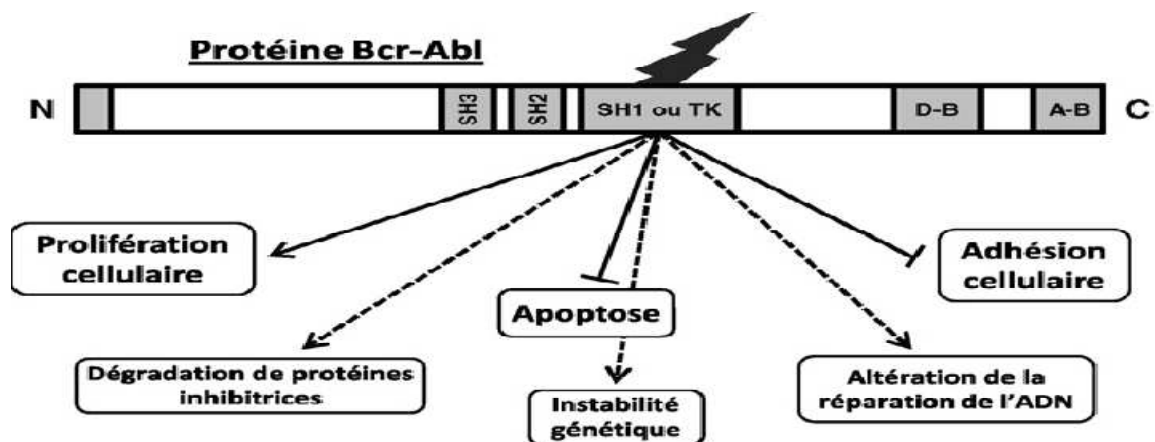 Protéine Bcr-Abl
N
SH3
SH2
SH1 ou TK
D-B
A-B
C
Prolifération
cellulaire
Adhésion
cellulaire
Apoptose
Dégradation de protéines
inhibitrices
Instabilité
génétique
Altération de la
réparation de l'ADN